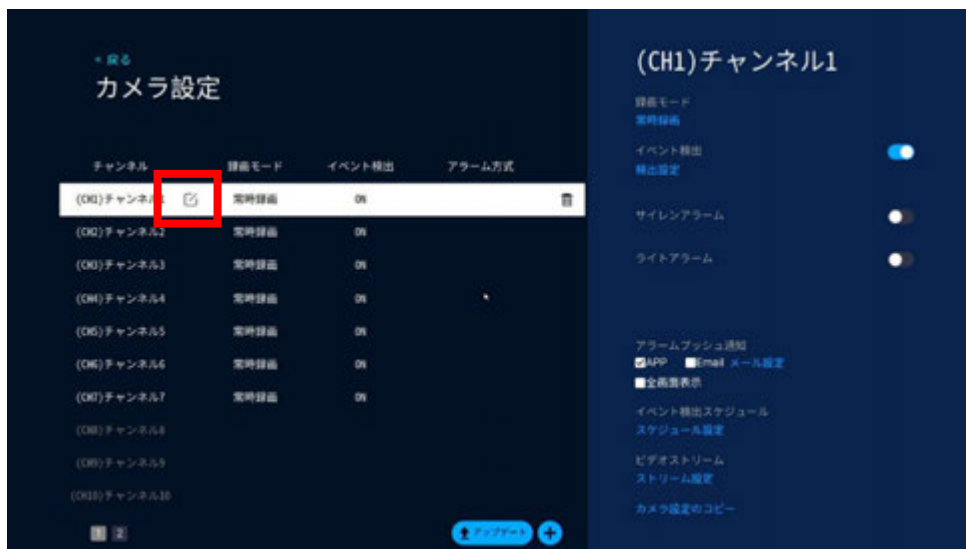 < 戻る
カメラ設定
チャンネル 録画モード イベント検出 アラーム方式
(CH1)チャンネル1 常時録画 ON
(CH2)チャンネル2 常時録画 ON
(CH3)チャンネル3 常時録画 ON
(CH4)チャンネル4 常時録画 ON
(CH5)チャンネル5 常時録画 ON
(CH6)チャンネル6 常時録画 ON
(CH7)チャンネル7 常時録画 ON
(CH8)チャンネル8
(CH9)チャンネル9
(CH10)チャンネル10
1 2
アップデート
(CH1)チャンネル1
録画モード
常時録画
イベント検出
検出設定
サイレンアラーム
ライトアラーム
アラームプッシュ通知
APP Email メール設定
全画面表示
イベント検出スケジュール
スケジュール設定
ビデオストリーム
ストリーム設定
カメラ設定のコピー